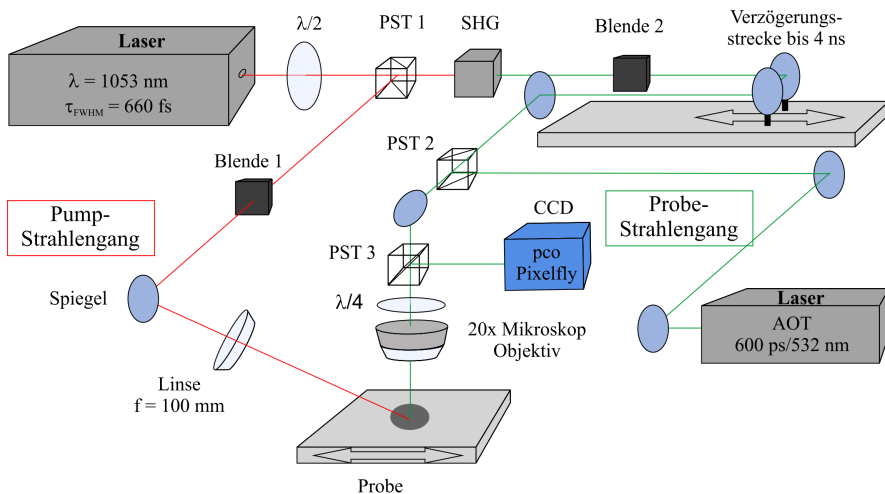 Laser
λ = 1053 nm
τFWHM = 660 fs
λ/2
PST 1
SHG
Blende 2
Verzögerungs-
strecke bis 4 ns
Blende 1
PST 2
Pump-
Strahlengang
Probe-
Strahlengang
CCD
pco
Pixelfly
PST 3
Spiegel
λ/4
20x Mikroskop
Objektiv
Laser
AOT
600 ps/532 nm
Linse
f = 100 mm
Probe